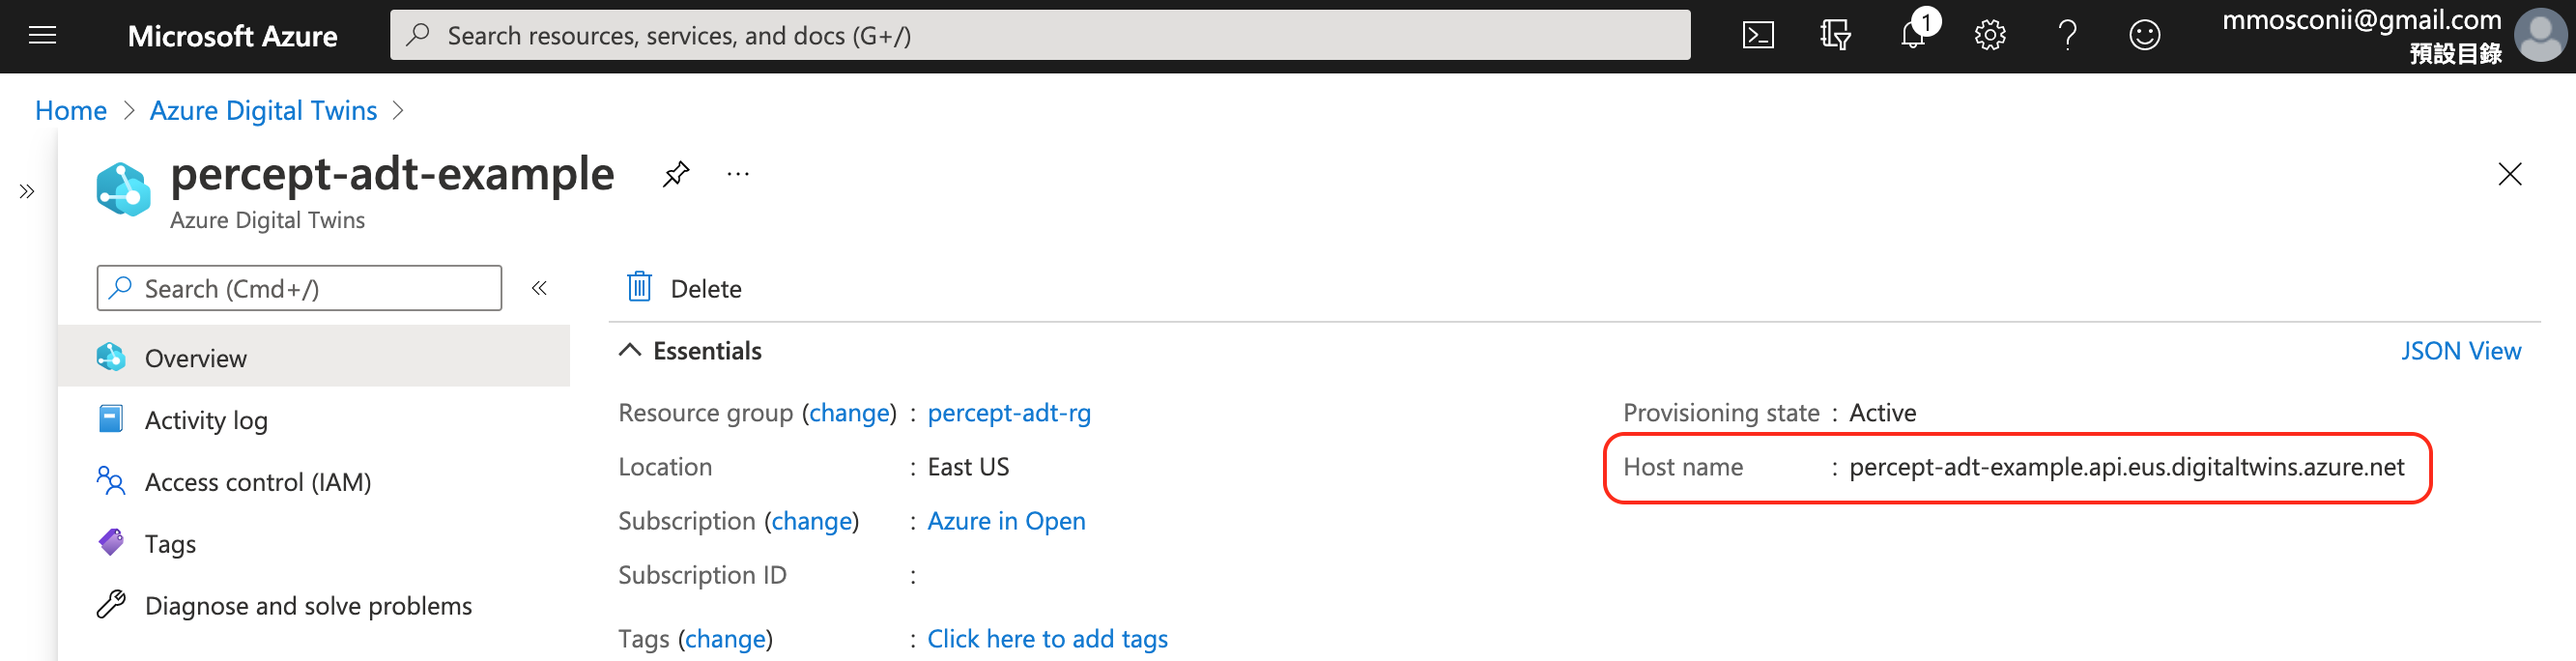 Microsoft Azure
Search resources, services, and docs (G+/)
1
mmosconii@gmail.com
預設目錄
Home > Azure Digital Twins >
percept-adt-example
Azure Digital Twins
Search (Cmd+/)
Overview
Activity log
Access control (IAM)
Tags
Diagnose and solve problems
Delete
Essentials
JSON View
Resource group (change) : percept-adt-rg
Location : East US
Subscription (change) : Azure in Open
Subscription ID :
Tags (change) : Click here to add tags
Provisioning state : Active
Host name : percept-adt-example.api.eus.digitaltwins.azure.net